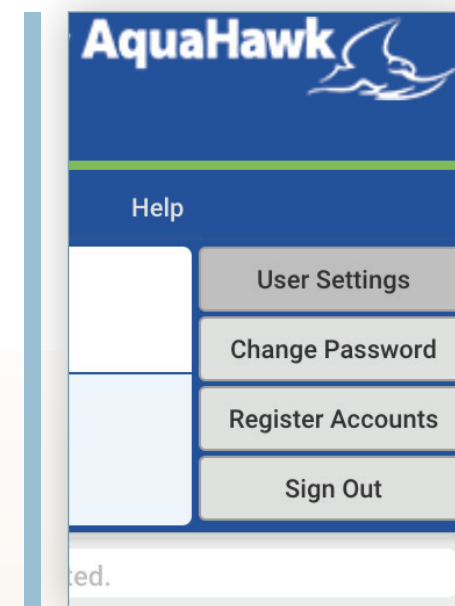 AquaHawk
Help
User Settings
Change Password
Register Accounts
Sign Out
ted.